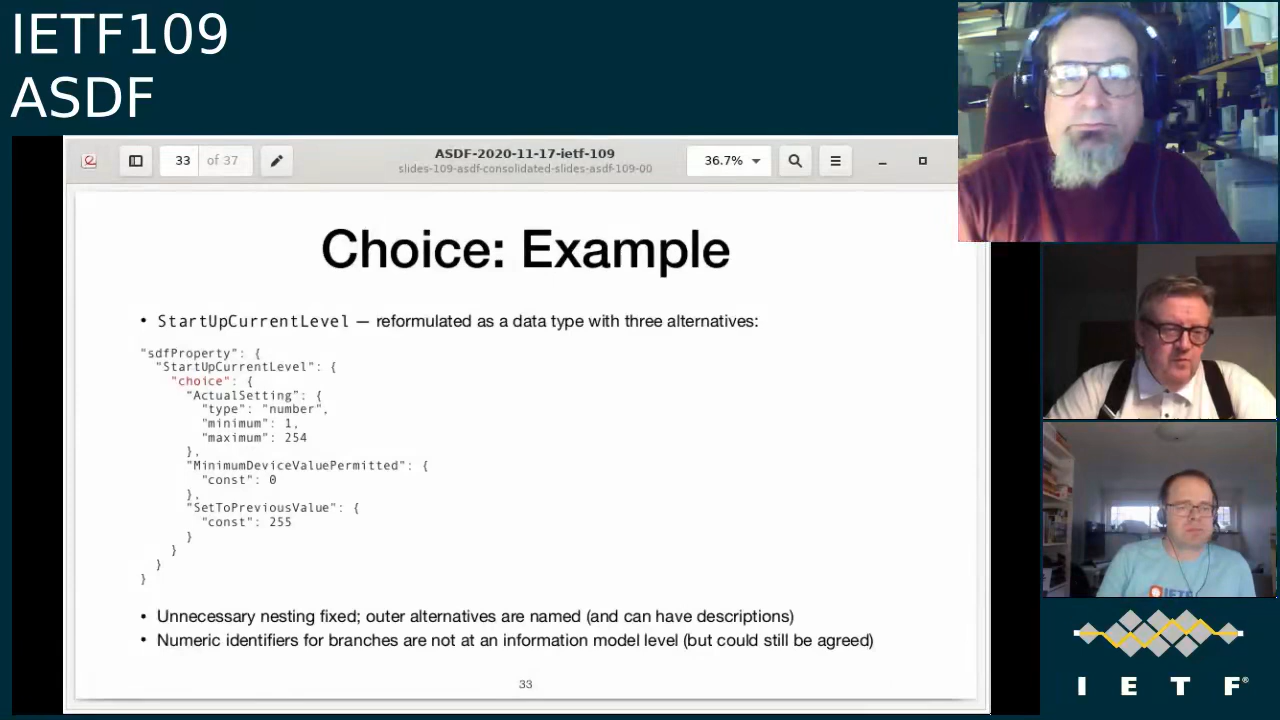 IETF109
ASDF
33 of 37
ASDF-2020-11-17-ietf-109
slides-109-asdf-consolidated-slides-asdf-109-00
36.7%
Choice: Example
• StartUpCurrentLevel — reformulated as a data type with three alternatives:
"sdfProperty": {
"StartUpCurrentLevel": {
"choice": {
"ActualSetting": {
"type": "number",
"minimum": 1,
"maximum": 254
},
"MinimumDeviceValuePermitted": {
"const": 0
},
"SetToPreviousValue": {
"const": 255
}
}
}
}
• Unnecessary nesting fixed; outer alternatives are named (and can have descriptions)
• Numeric identifiers for branches are not at an information model level (but could still be agreed)
33
I E T F®